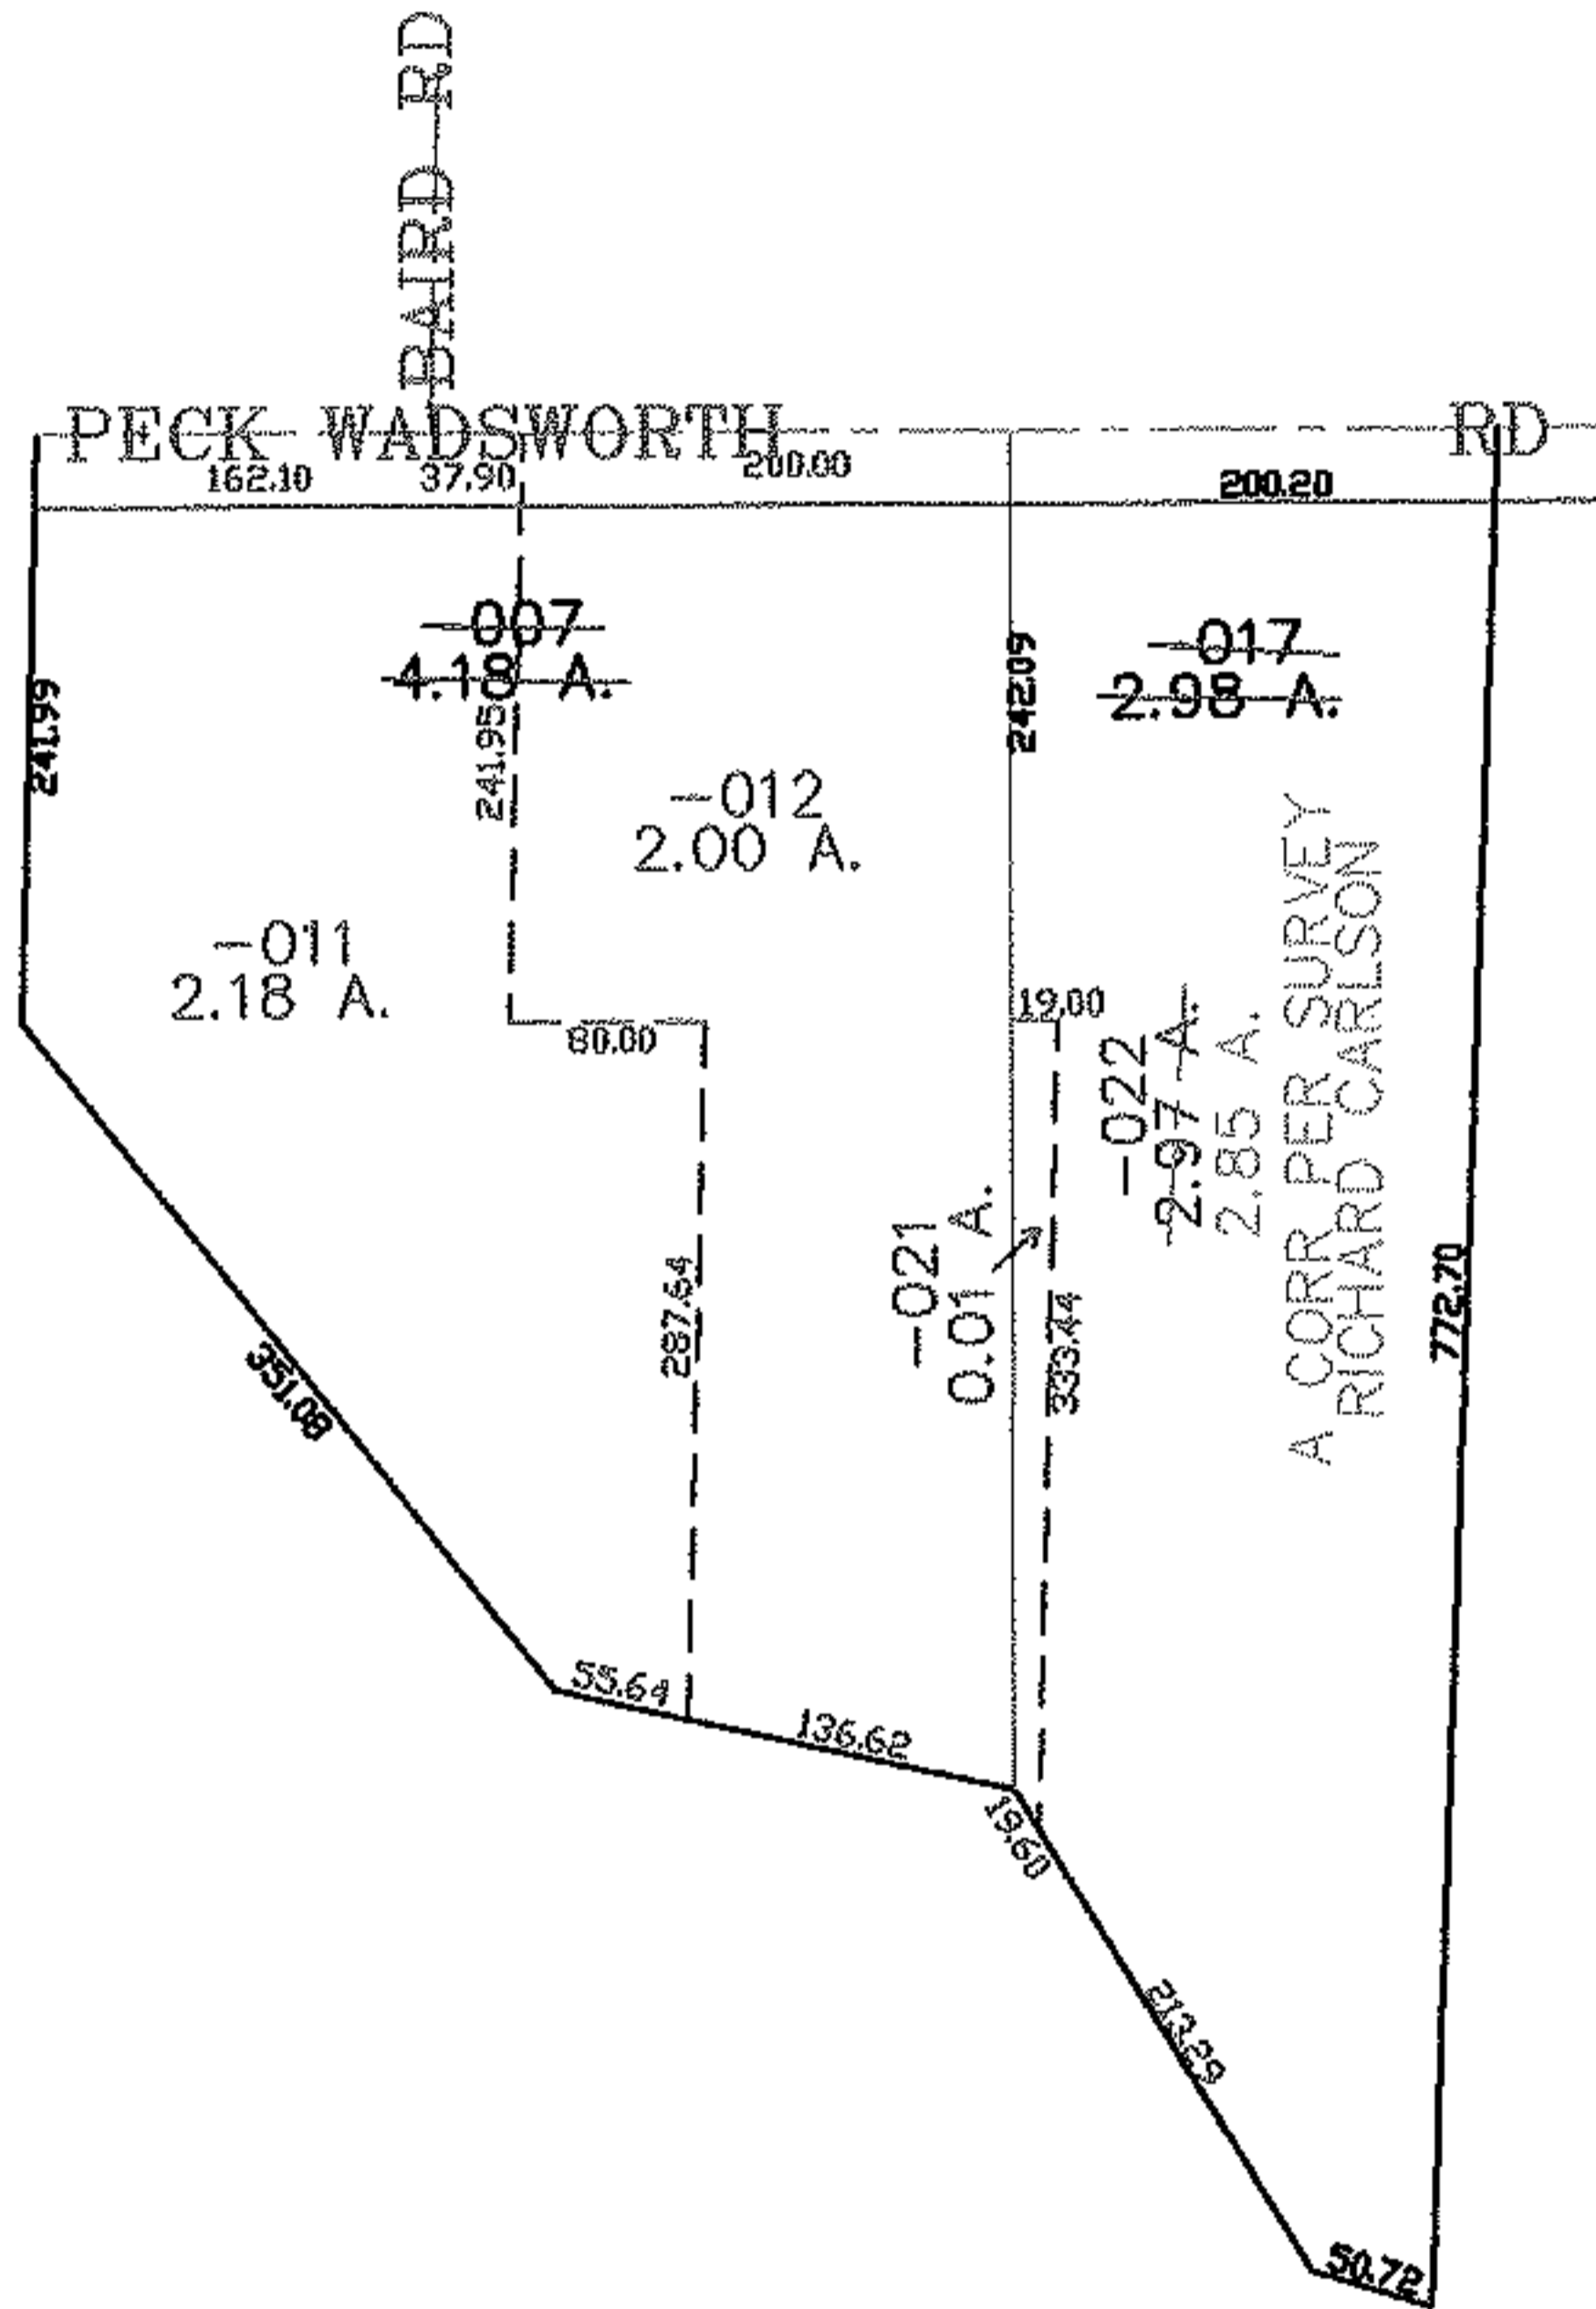 BAIRD RD
PECK WADSWORTH RD
162.10
37.90
200.00
200.20
-007
4.18 A.
-017
2.98 A.
241.99
241.95
242.09
-012
2.00 A.
-011
2.18 A.
80.00
19.00
-022
2.97 A.
2.85 A.
A CORR PER SURVEY
RICHARD CARLSON
-021
0.01 A.
287.64
333.44
772.70
351.08
55.64
136.62
19.60
213.29
50.72